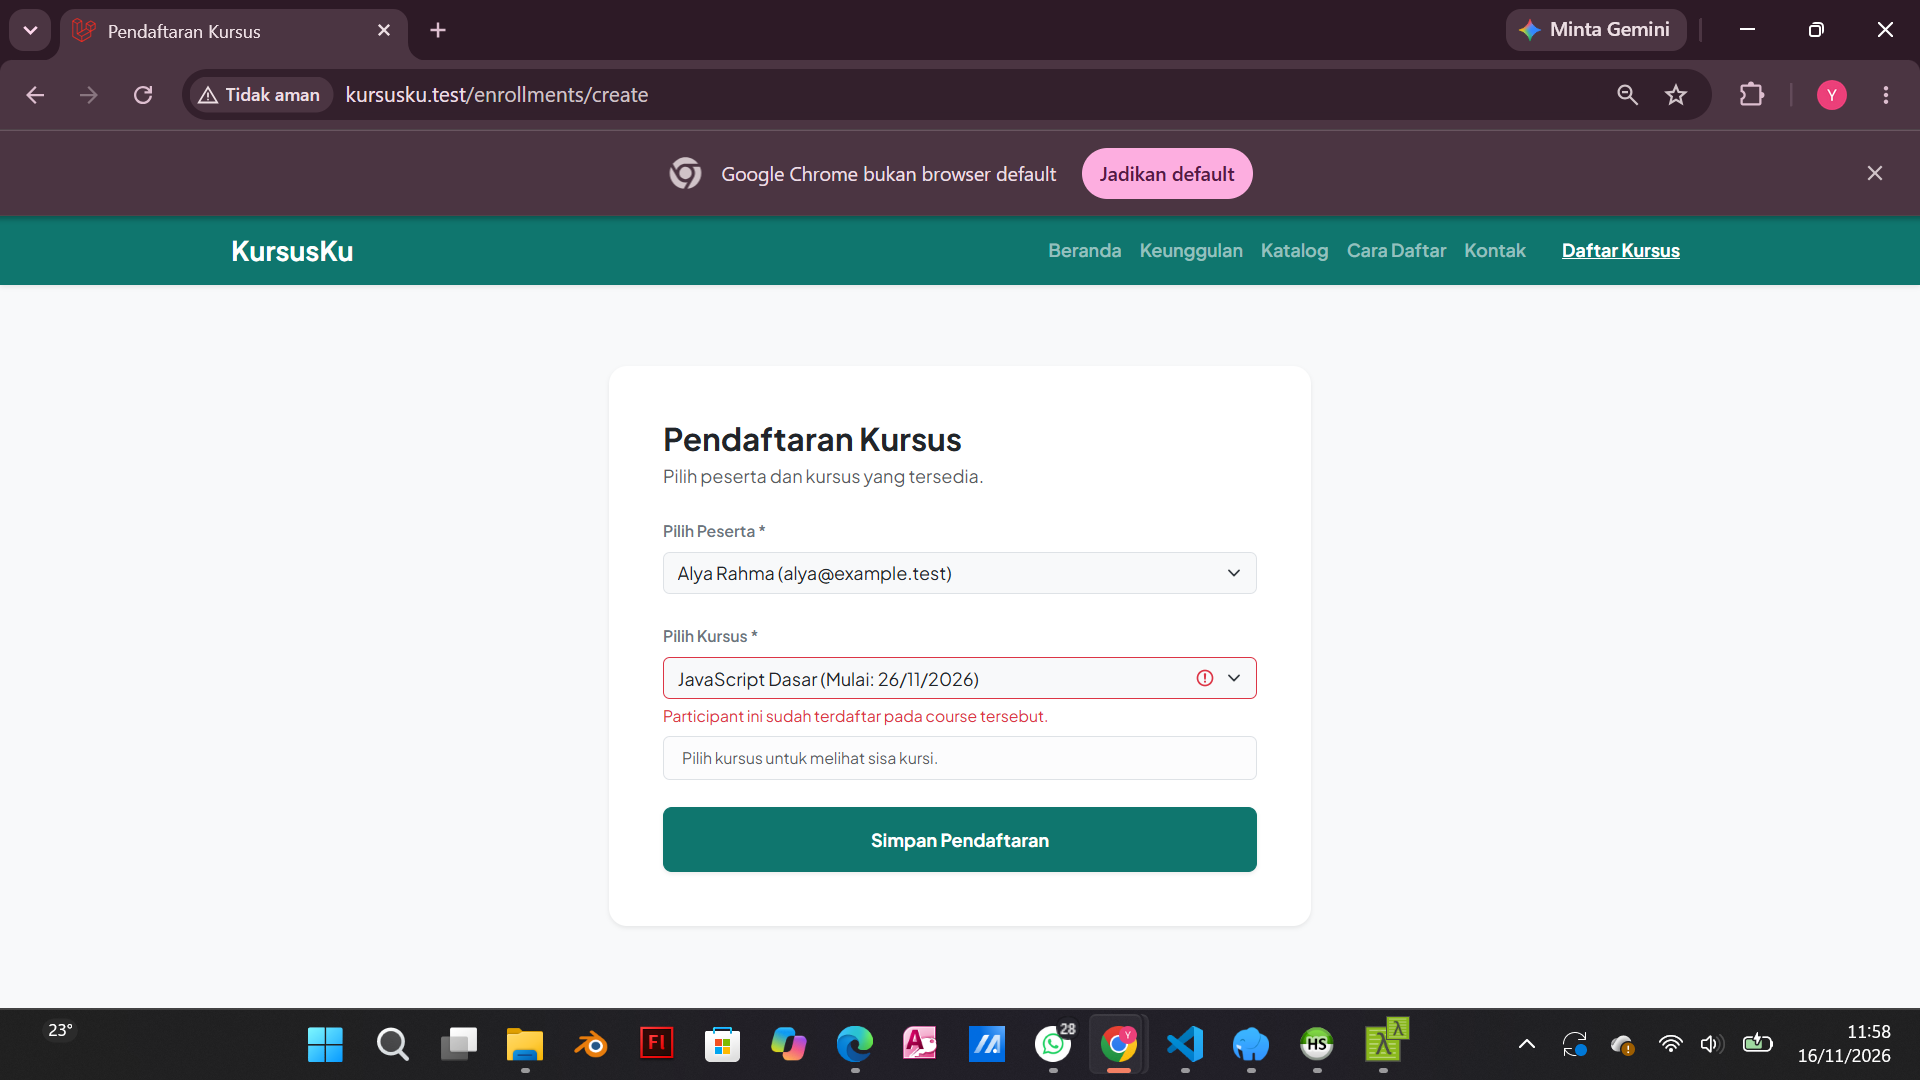 Pendaftaran Kursus
Minta Gemini
Tidak aman
kursusku.test/enrollments/create
Y
Google Chrome bukan browser default
Jadikan default
KursusKu
Beranda
Keunggulan
Katalog
Cara Daftar
Kontak
Daftar Kursus
Pendaftaran Kursus
Pilih peserta dan kursus yang tersedia.
Pilih Peserta *
Alya Rahma (alya@example.test)
Pilih Kursus *
JavaScript Dasar (Mulai: 26/11/2026)
Participant ini sudah terdaftar pada course tersebut.
Pilih kursus untuk melihat sisa kursi.
Simpan Pendaftaran
23°
Fl
A
28
Y
HS
λ
λ
11:58
16/11/2026